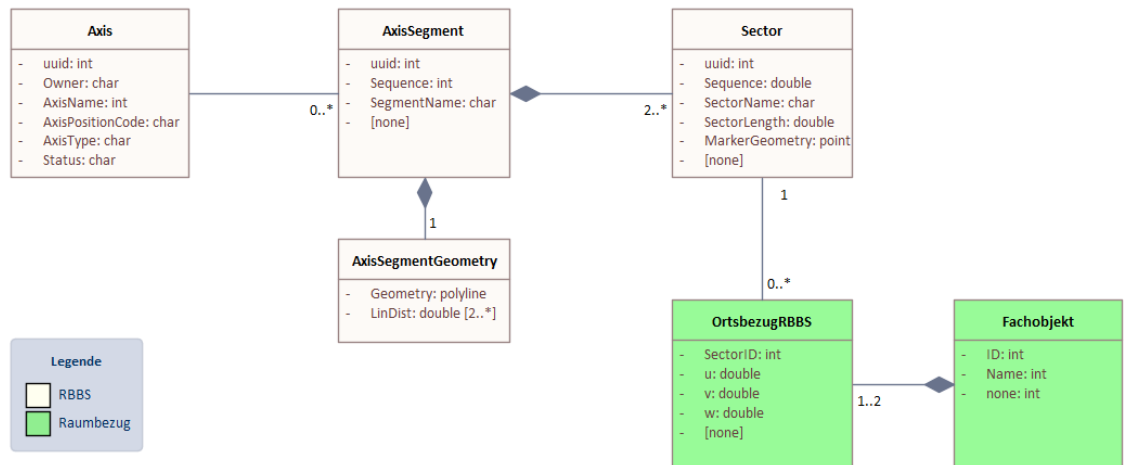 Axis
- uuid: int
- Owner: char
- AxisName: int
- AxisPositionCode: char
- AxisType: char
- Status: char
0..*
AxisSegment
- uuid: int
- Sequence: int
- SegmentName: char
- [none]
2..*
Sector
- uuid: int
- Sequence: double
- SectorName: char
- SectorLength: double
- MarkerGeometry: point
- [none]
1
1
AxisSegmentGeometry
- Geometry: polyline
- LinDist: double [2..*]
0..*
OrtsbezugRBBS
- SectorID: int
- u: double
- v: double
- w: double
- [none]
1..2
Fachobjekt
- ID: int
- Name: int
- none: int
Legende
RBBS
Raumbezug